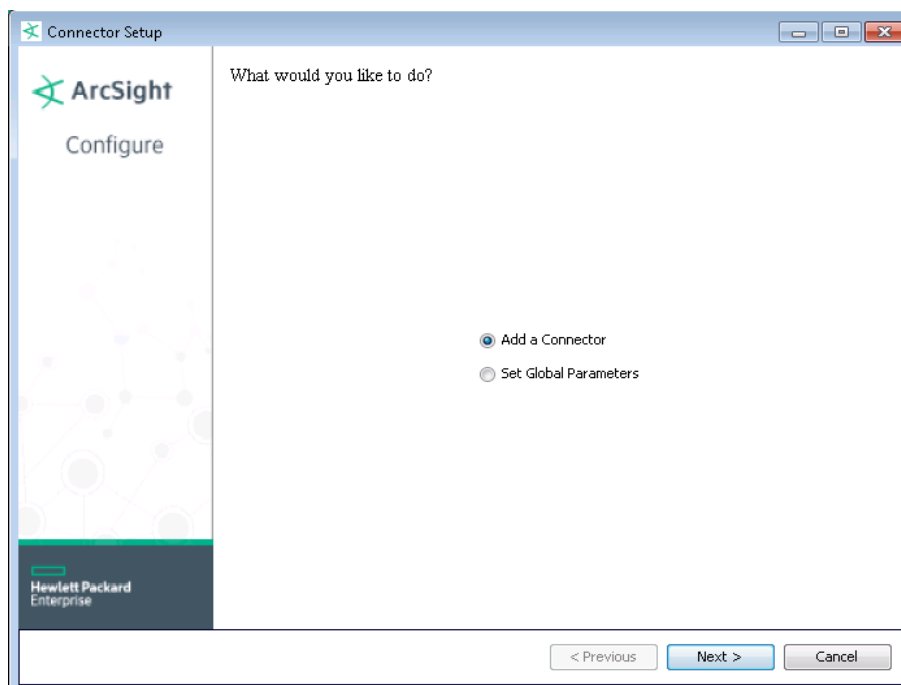 Connector Setup
ArcSight
Configure
What would you like to do?
Add a Connector
Set Global Parameters
Hewlett Packard
Enterprise
< Previous
Next >
Cancel